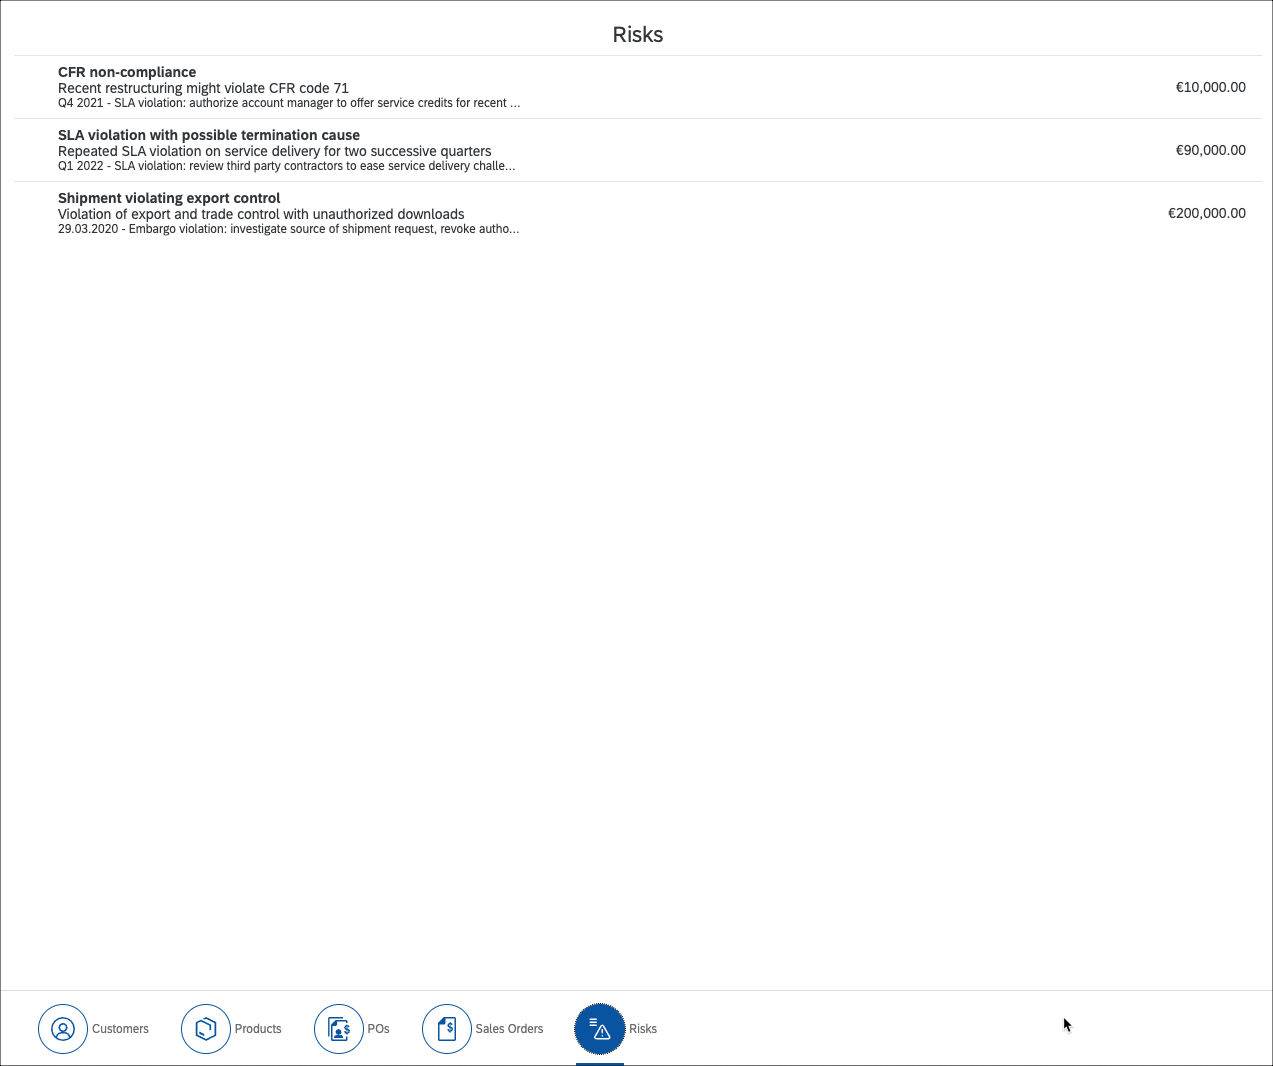 Risks
CFR non-compliance
Recent restructuring might violate CFR code 71
Q4 2021 - SLA violation: authorize account manager to offer service credits for recent ...
€10,000.00
SLA violation with possible termination cause
Repeated SLA violation on service delivery for two successive quarters
Q1 2022 - SLA violation: review third party contractors to ease service delivery challe...
€90,000.00
Shipment violating export control
Violation of export and trade control with unauthorized downloads
29.03.2020 - Embargo violation: investigate source of shipment request, revoke autho...
€200,000.00
Customers
Products
POs
Sales Orders
Risks